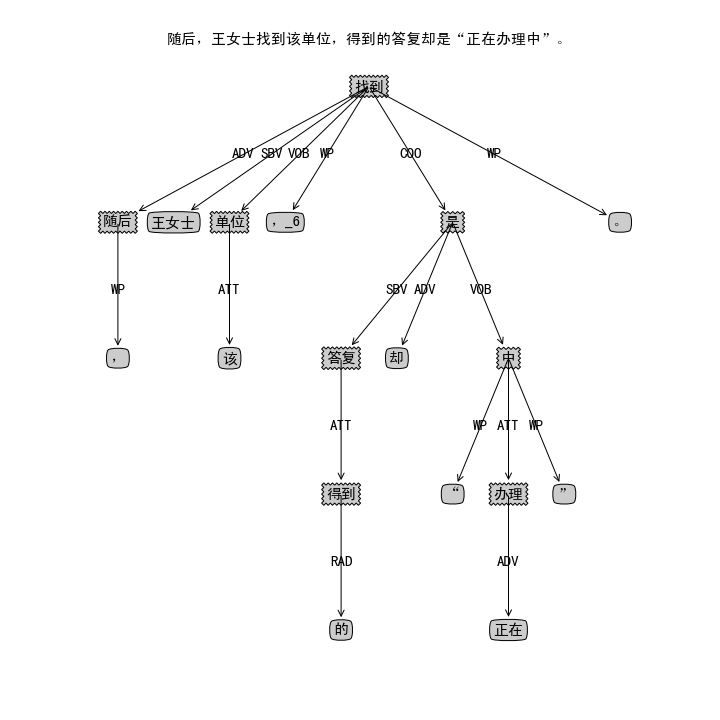 随后，王女士找到该单位，得到的答复却是“正在办理中”。
找到
ADV SBV VOB WP COO WP
随后 王女士 单位 ，_6 是 。
WP ATT SBV ADV VOB
， 该 答复 却 中
ATT WP ATT WP
得到 “ 办理 ”
RAD ADV
的 正在